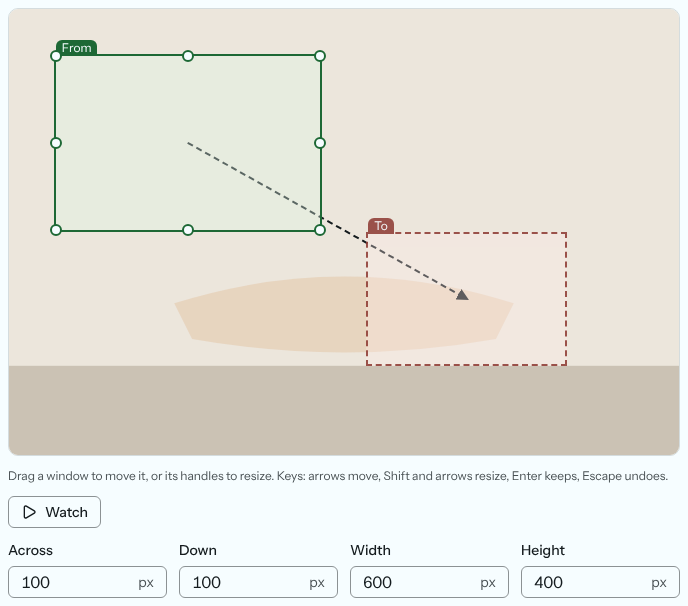 From
To
Drag a window to move it, or its handles to resize. Keys: arrows move, Shift and arrows resize, Enter keeps, Escape undoes.
Watch
Across Down Width Height
100 px 100 px 600 px 400 px